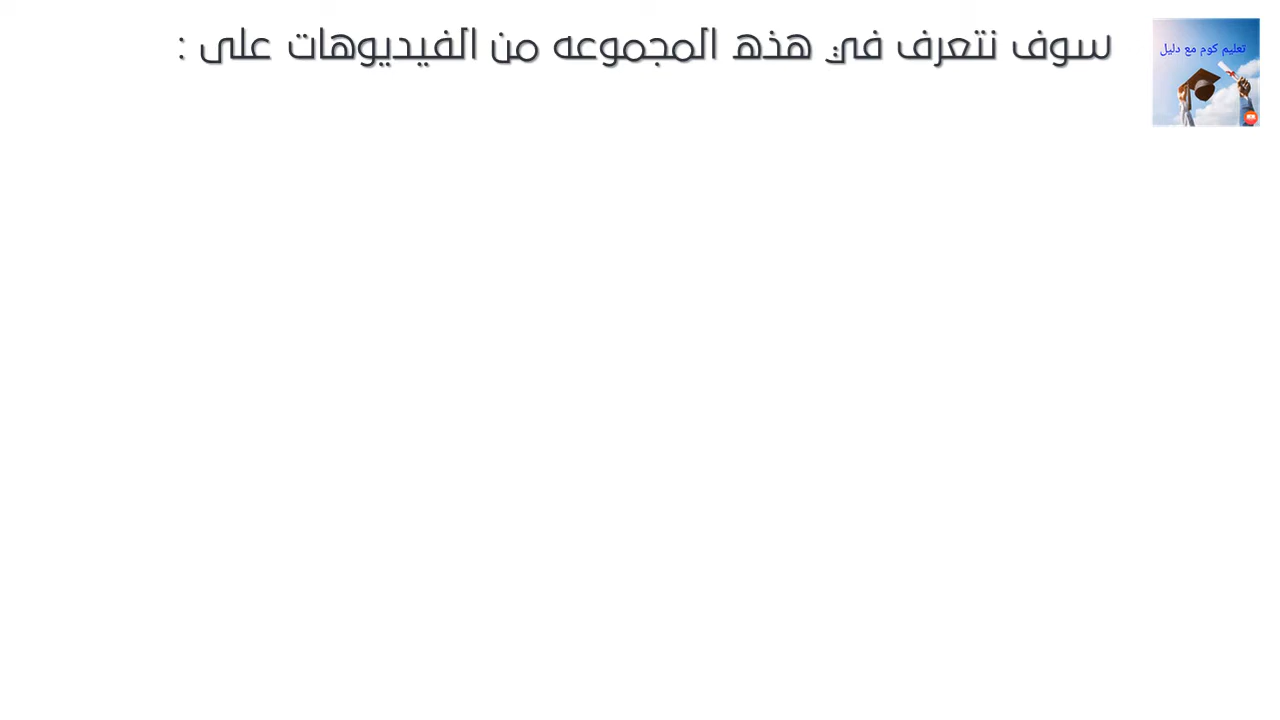 سوف نتعرف في هذه المجموعه من الفيديوهات على :
تعليم كوم مع دليل